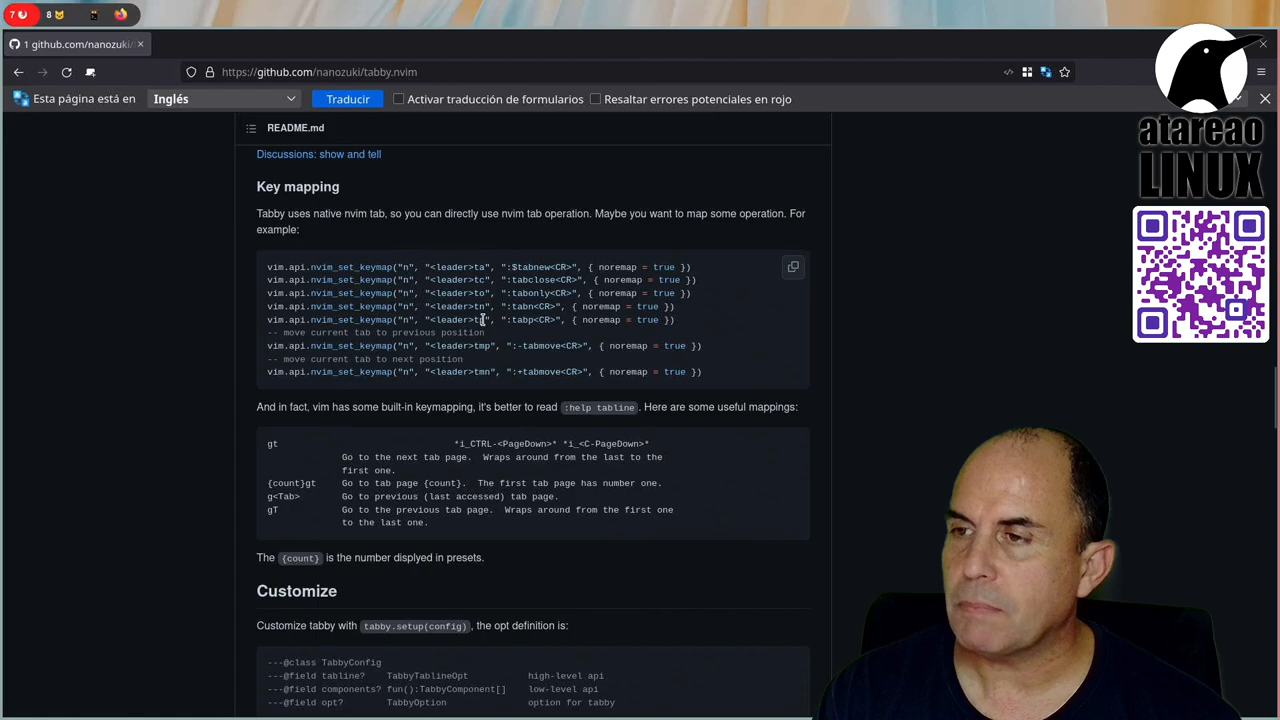 7 8
1 github.com/nanozuki/
https://github.com/nanozuki/tabby.nvim
Esta página está en Inglés Traducir Activar traducción de formularios Resaltar errores potenciales en rojo
README.md
Discussions: show and tell
Key mapping
Tabby uses native nvim tab, so you can directly use nvim tab operation. Maybe you want to map some operation. For
example:
vim.api.nvim_set_keymap("n", "<leader>ta", ":$tabnew<CR>", { noremap = true })
vim.api.nvim_set_keymap("n", "<leader>tc", ":tabclose<CR>", { noremap = true })
vim.api.nvim_set_keymap("n", "<leader>to", ":tabonly<CR>", { noremap = true })
vim.api.nvim_set_keymap("n", "<leader>tn", ":tabn<CR>", { noremap = true })
vim.api.nvim_set_keymap("n", "<leader>tp", ":tabp<CR>", { noremap = true })
-- move current tab to previous position
vim.api.nvim_set_keymap("n", "<leader>tmp", ":-tabmove<CR>", { noremap = true })
-- move current tab to next position
vim.api.nvim_set_keymap("n", "<leader>tmn", ":+tabmove<CR>", { noremap = true })
And in fact, vim has some built-in keymapping, it's better to read :help tabline. Here are some useful mappings:
gt *i_CTRL-<PageDown>* *i_<C-PageDown>*
Go to the next tab page. Wraps around from the last to the
first one.
{count}gt Go to tab page {count}. The first tab page has number one.
g<Tab> Go to previous (last accessed) tab page.
gT Go to the previous tab page. Wraps around from the first one
to the last one.
The {count} is the number displyed in presets.
Customize
Customize tabby with tabby.setup(config), the opt definition is:
---@class TabbyConfig
---@field tabline? TabbyTablineOpt high-level api
---@field components? fun():TabbyComponent[] low-level api
---@field opt? TabbyOption option for tabby
atareao
LINUX